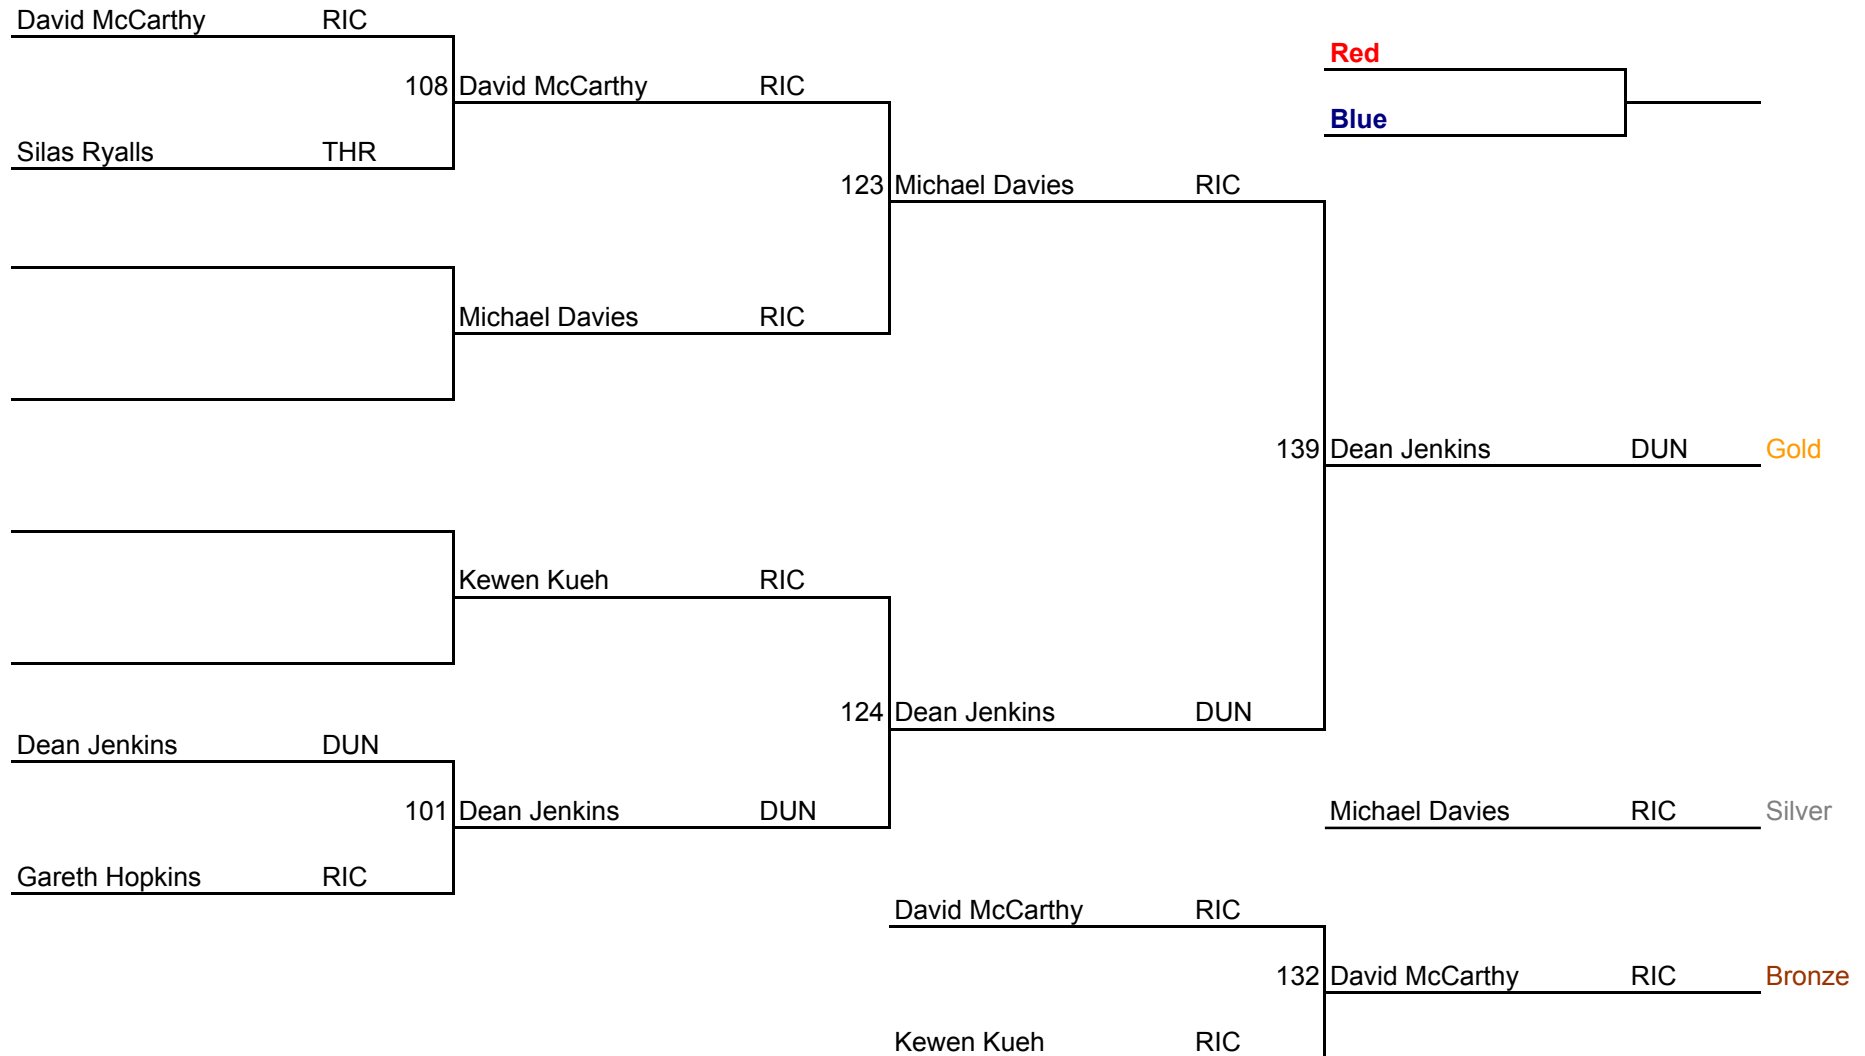 David McCarthy RIC
Red
108 David McCarthy RIC
Blue
Silas Ryalls THR
123 Michael Davies RIC
Michael Davies RIC
139 Dean Jenkins DUN Gold
Kewen Kueh RIC
124 Dean Jenkins DUN
Dean Jenkins DUN
101 Dean Jenkins DUN
Michael Davies RIC Silver
Gareth Hopkins RIC
David McCarthy RIC
132 David McCarthy RIC Bronze
Kewen Kueh RIC